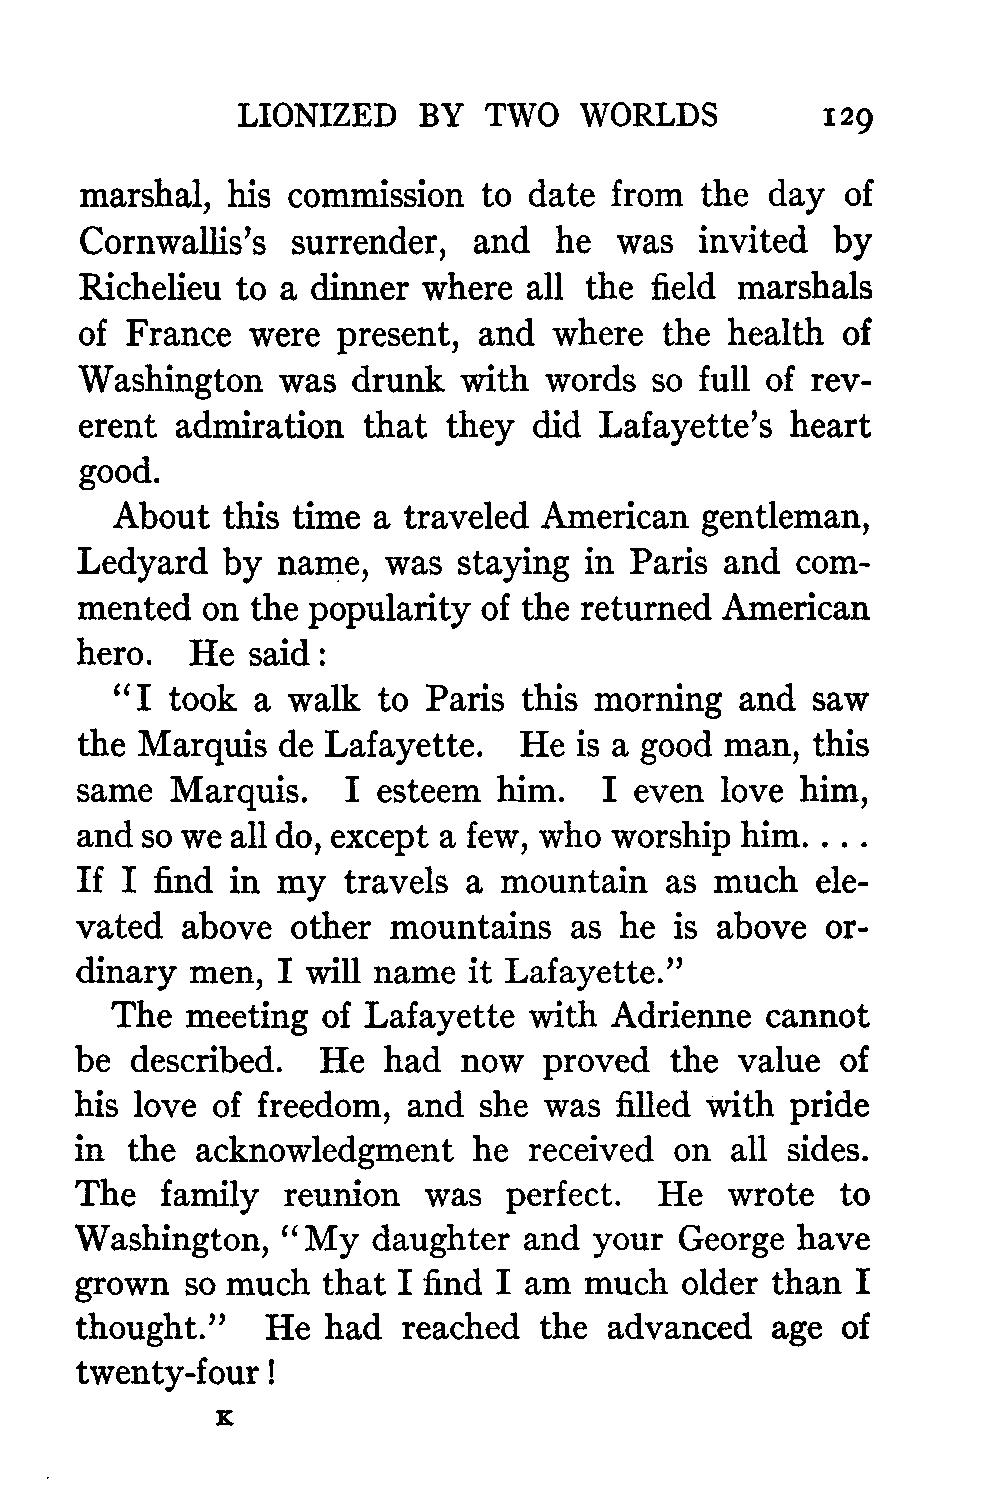 LIONIZED BY TWO WORLDS 129
marshal, his commission to date from the day of
Cornwallis's surrender, and he was invited by
Richelieu to a dinner where all the field marshals
of France were present, and where the health of
Washington was drunk with words so full of rev-
erent admiration that they did Lafayette's heart
good.
About this time a traveled American gentleman,
Ledyard by name, was staying in Paris and com-
mented on the popularity of the returned American
hero. He said:
"I took a walk to Paris this morning and saw
the Marquis de Lafayette. He is a good man, this
same Marquis. I esteem him. I even love him,
and so we all do, except a few, who worship him. . . .
If I find in my travels a mountain as much ele-
vated above other mountains as he is above or-
dinary men, I will name it Lafayette."
The meeting of Lafayette with Adrienne cannot
be described. He had now proved the value of
his love of freedom, and she was filled with pride
in the acknowledgment he received on all sides.
The family reunion was perfect. He wrote to
Washington, "My daughter and your George have
grown so much that I find I am much older than I
thought." He had reached the advanced age of
twenty-four!
K